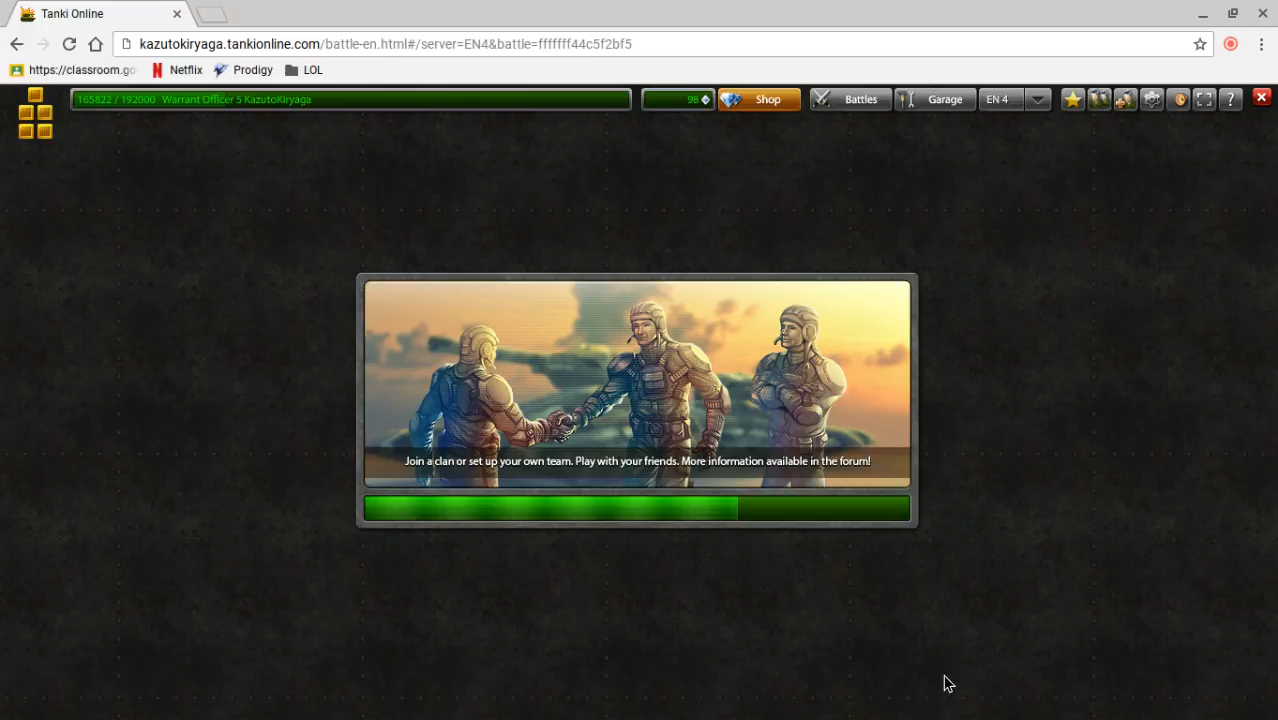 Tanki Online
kazutokiryaga.tankionline.com/battle-en.html#/server=EN4&battle=fffffff44c5f2bf5
https://classroom.go Netflix Prodigy LOL
165822 / 192000 Warrant Officer 5 KazutoKiryaga 98 Shop Battles Garage EN 4 ?
Join a clan or set up your own team. Play with your friends. More information available in the forum!